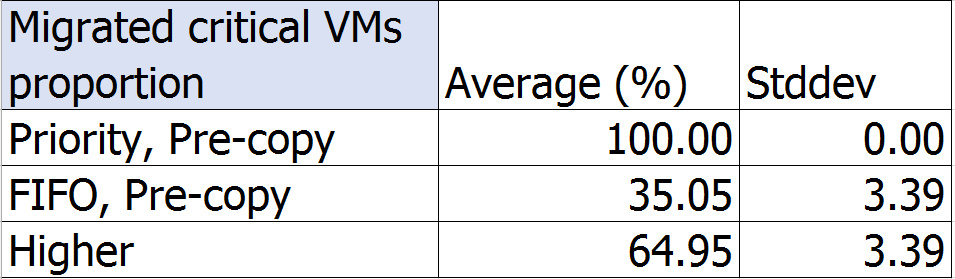 Migrated critical VMs
proportion Average (%) Stddev
Priority, Pre-copy 100.00 0.00
FIFO, Pre-copy 35.05 3.39
Higher 64.95 3.39